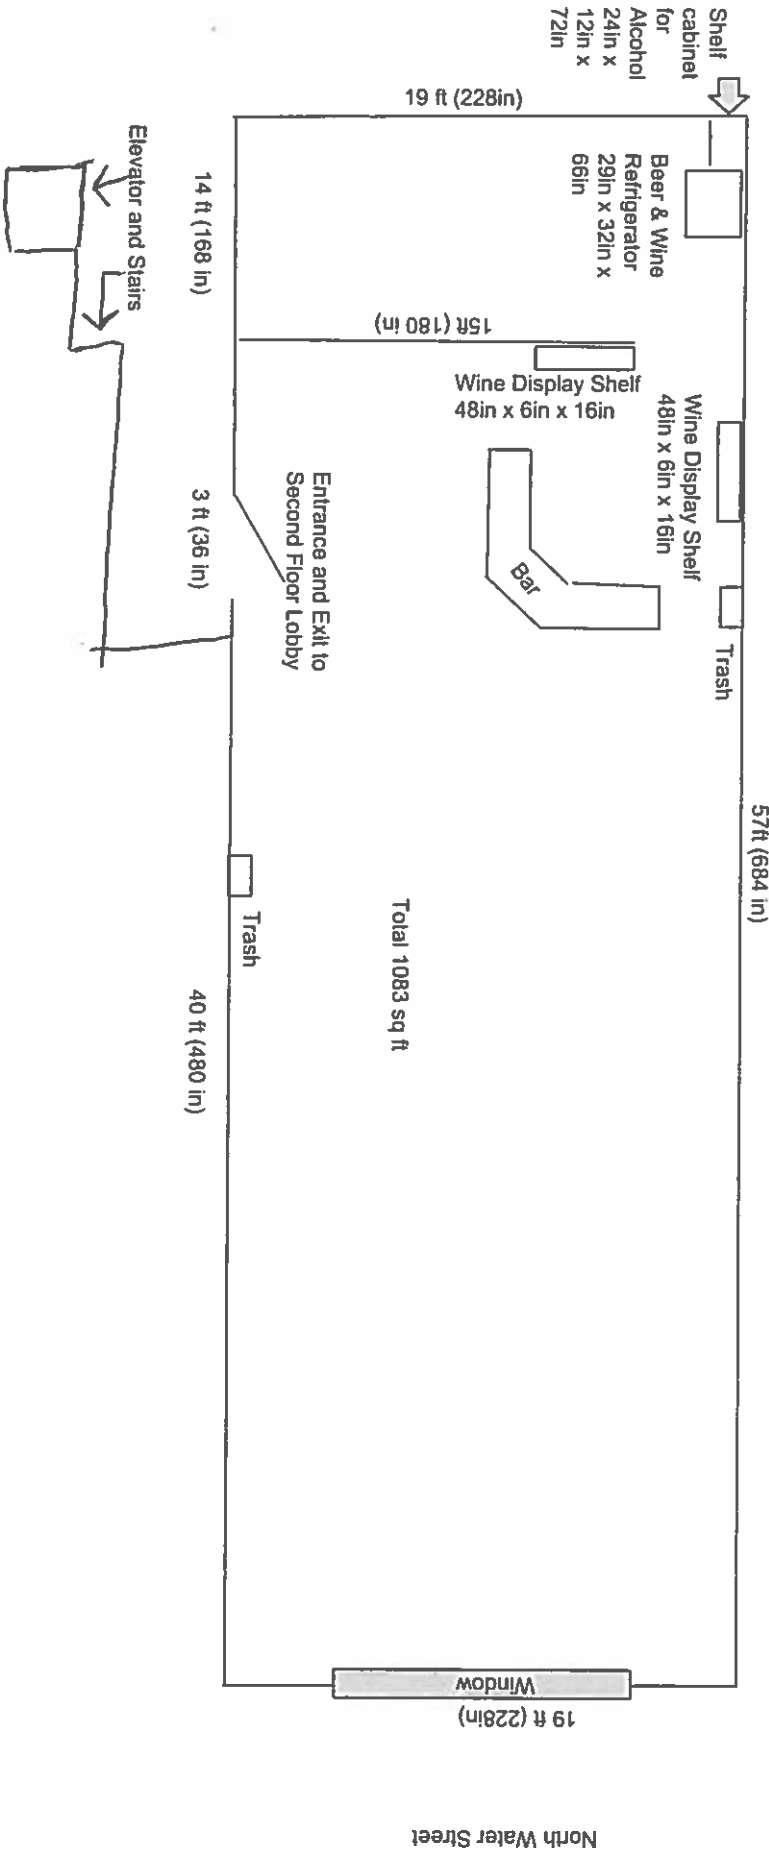 Shelf
cabinet
for
Alcohol
24in x
12in x
72in
19 ft (228in)
Beer & Wine
Refrigerator
29in x 32in x
66in
Elevator and Stairs
14 ft (168 in)
15ft (180 in)
Wine Display Shelf
48in x 6in x 16in
Wine Display Shelf
48in x 6in x 16in
Bar
Entrance and Exit to
Second Floor Lobby
3 ft (36 in)
Trash
57ft (684 in)
Trash
Total 1083 sq ft
40 ft (480 in)
Window
19 ft (228in)
North Water Street